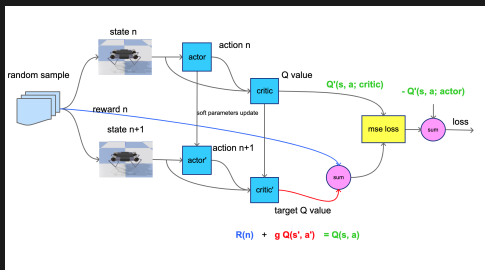 state n
action n
actor
random sample
Q value
critic
Q'(s, a; critic)
- Q'(s, a; actor)
reward n
soft parameters update
mse loss
sum
loss
state n+1
action n+1
actor'
sum
critic'
target Q value
R(n) + g Q(s', a') = Q(s, a)